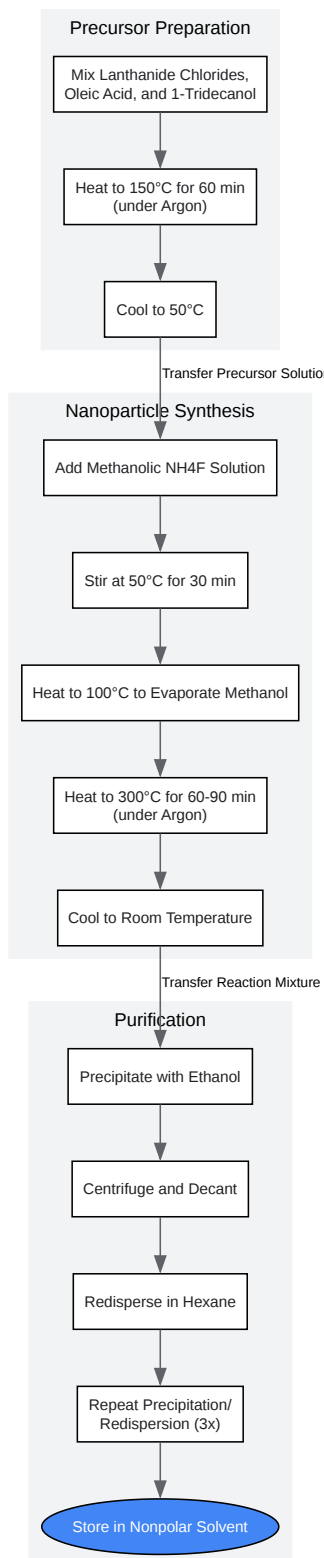 Precursor Preparation
Mix Lanthanide Chlorides,
Oleic Acid, and 1-Tridecanol
Heat to 150°C for 60 min
(under Argon)
Cool to 50°C
Transfer Precursor Solutio
Nanoparticle Synthesis
Add Methanolic NH4F Solution
Stir at 50°C for 30 min
Heat to 100°C to Evaporate Methanol
Heat to 300°C for 60-90 min
(under Argon)
Cool to Room Temperature
Transfer Reaction Mixture
Purification
Precipitate with Ethanol
Centrifuge and Decant
Redisperse in Hexane
Repeat Precipitation/
Redispersion (3x)
Store in Nonpolar Solvent